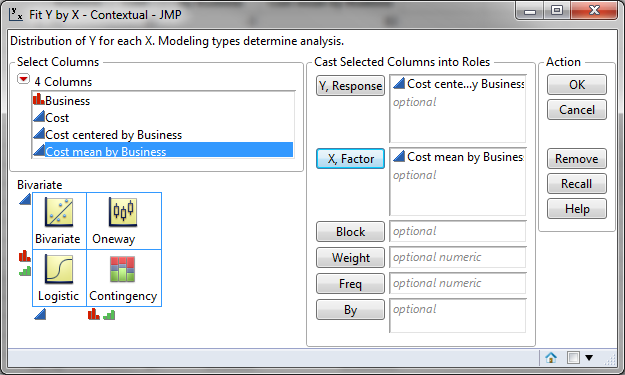 Fit Y by X - Contextual - JMP
Distribution of Y for each X. Modeling types determine analysis.
Select Columns
4 Columns
Business
Cost
Cost centered by Business
Cost mean by Business
Bivariate
Bivariate
Oneway
Logistic
Contingency
Cast Selected Columns into Roles
Y, Response
Cost cente...y Business
optional
X, Factor
Cost mean by Busines
optional
Block
optional
Weight
optional numeric
Freq
optional numeric
By
optional
Action
OK
Cancel
Remove
Recall
Help